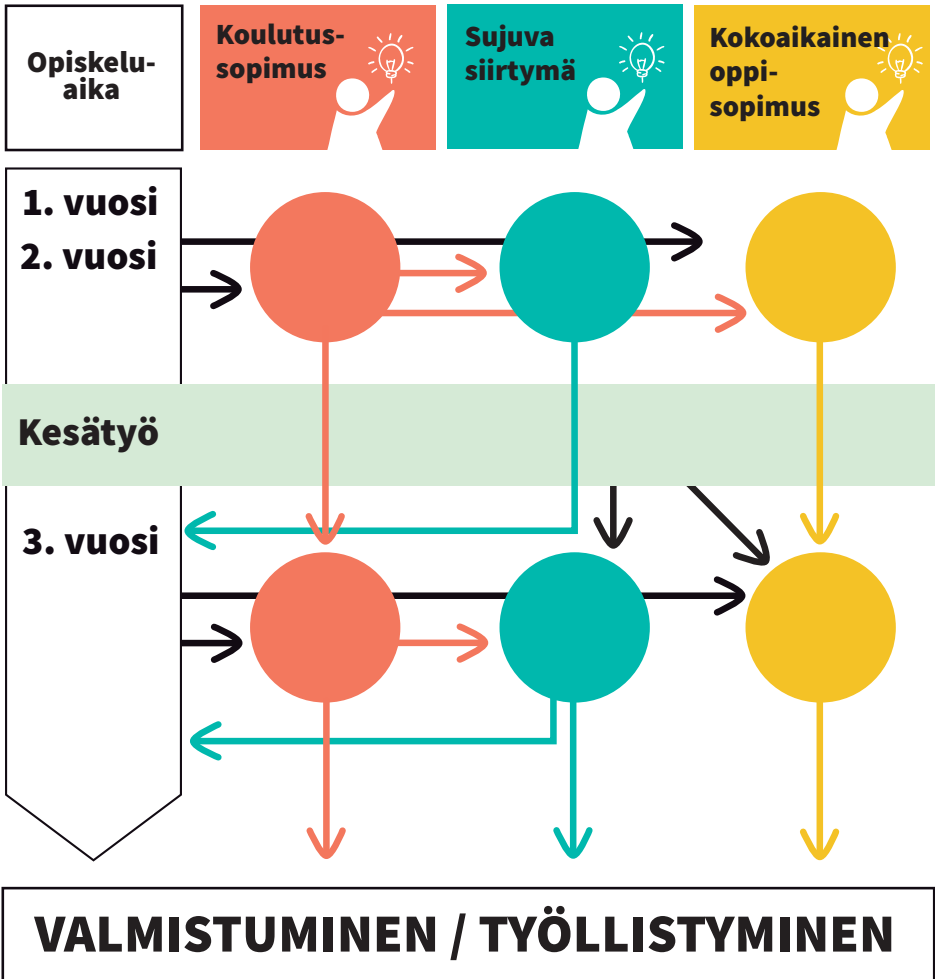 Opiskelu-
aika
Koulutus-
sopimus
Sujuva
siirtymä
Kokoaikainen
oppi-
sopimus
1. vuosi
2. vuosi
Kesätyö
3. vuosi
VALMISTUMINEN / TYÖLLISTYMINEN